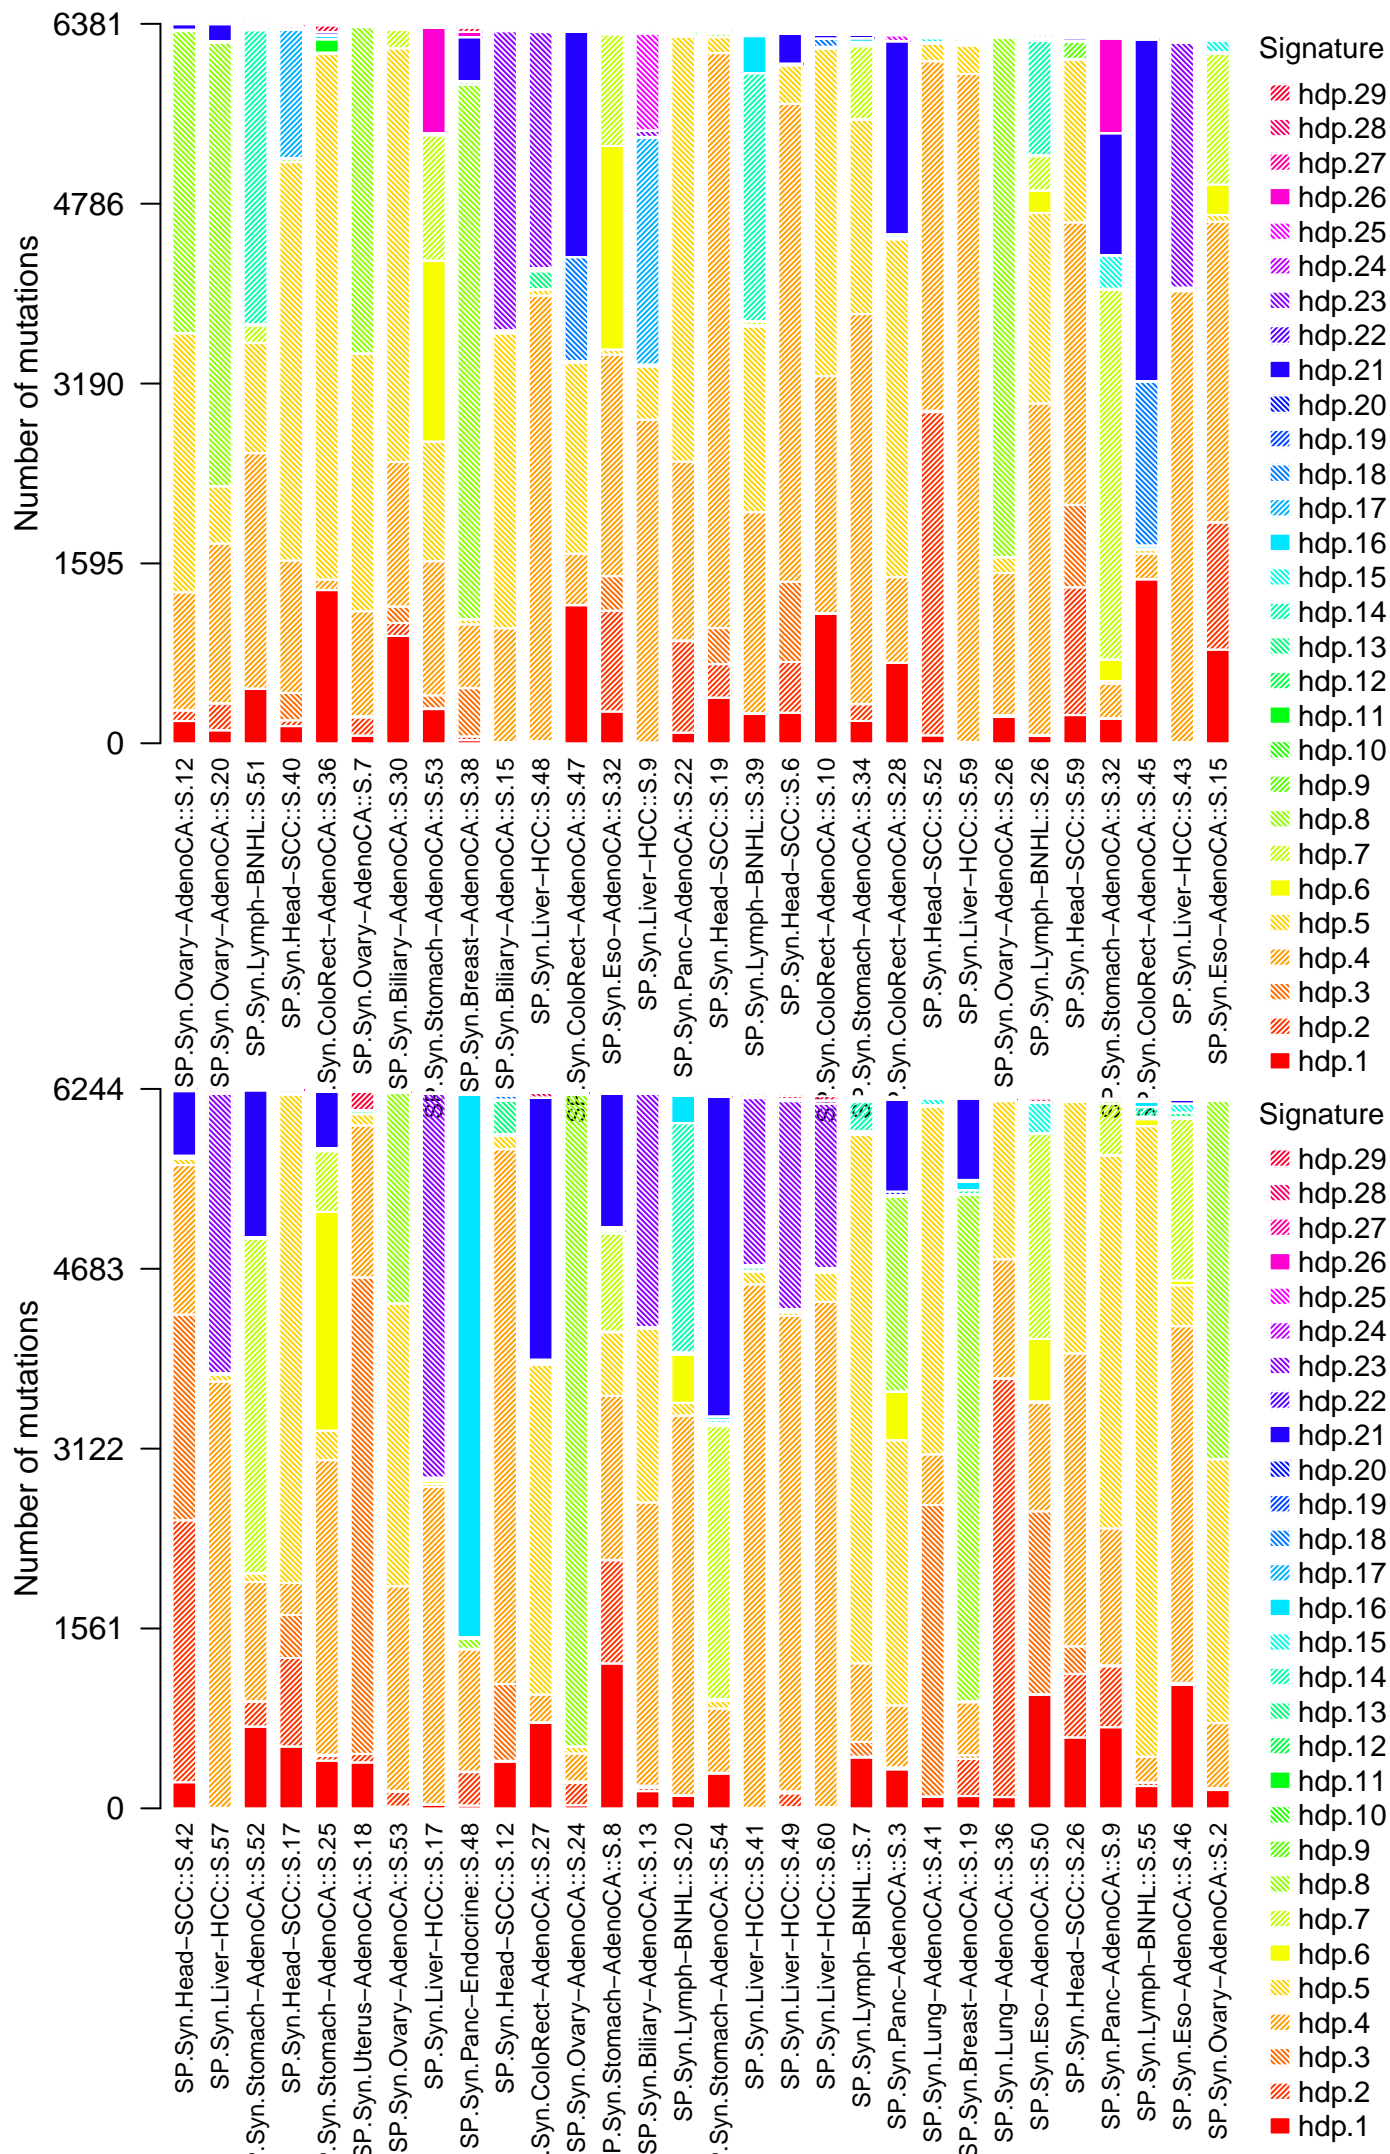 Number of mutations
6381
4786
3190
1595
0
SP.Syn.Ovary−AdenoCA::S.12
SP.Syn.Ovary−AdenoCA::S.20
SP.Syn.Lymph−BNHL::S.51
SP.Syn.Head−SCC::S.40
.Syn.ColoRect−AdenoCA::S.36
SP.Syn.Ovary−AdenoCA::S.7
SP.Syn.Biliary−AdenoCA::S.30
SP.Syn.Stomach−AdenoCA::S.53
SP.Syn.Breast−AdenoCA::S.38
SP.Syn.Biliary−AdenoCA::S.15
SP.Syn.Liver−HCC::S.48
SP.Syn.ColoRect−AdenoCA::S.47
SP.Syn.Eso−AdenoCA::S.32
SP.Syn.Liver−HCC::S.9
SP.Syn.Panc−AdenoCA::S.22
SP.Syn.Head−SCC::S.19
SP.Syn.Lymph−BNHL::S.39
SP.Syn.Head−SCC::S.6
SP.Syn.ColoRect−AdenoCA::S.10
SP.Syn.Stomach−AdenoCA::S.34
P.Syn.ColoRect−AdenoCA::S.28
SP.Syn.Head−SCC::S.52
SP.Syn.Liver−HCC::S.59
SP.Syn.Ovary−AdenoCA::S.26
SP.Syn.Lymph−BNHL::S.26
SP.Syn.Head−SCC::S.59
SP.Syn.Stomach−AdenoCA::S.32
P.Syn.ColoRect−AdenoCA::S.45
SP.Syn.Liver−HCC::S.43
SP.Syn.Eso−AdenoCA::S.15
Signature
hdp.29
hdp.28
hdp.27
hdp.26
hdp.25
hdp.24
hdp.23
hdp.22
hdp.21
hdp.20
hdp.19
hdp.18
hdp.17
hdp.16
hdp.15
hdp.14
hdp.13
hdp.12
hdp.11
hdp.10
hdp.9
hdp.8
hdp.7
hdp.6
hdp.5
hdp.4
hdp.3
hdp.2
hdp.1
Number of mutations
6244
4683
3122
1561
0
SP.Syn.Head−SCC::S.42
SP.Syn.Liver−HCC::S.57
P.Syn.Stomach−AdenoCA::S.52
SP.Syn.Head−SCC::S.17
P.Syn.Stomach−AdenoCA::S.25
SP.Syn.Uterus−AdenoCA::S.18
SP.Syn.Ovary−AdenoCA::S.53
SP.Syn.Liver−HCC::S.17
SP.Syn.Panc−Endocrine::S.48
SP.Syn.Head−SCC::S.12
.Syn.ColoRect−AdenoCA::S.27
SP.Syn.Ovary−AdenoCA::S.24
P.Syn.Stomach−AdenoCA::S.8
SP.Syn.Biliary−AdenoCA::S.13
SP.Syn.Lymph−BNHL::S.20
P.Syn.Stomach−AdenoCA::S.54
SP.Syn.Liver−HCC::S.41
SP.Syn.Liver−HCC::S.49
SP.Syn.Liver−HCC::S.60
SP.Syn.Lymph−BNHL::S.7
SP.Syn.Panc−AdenoCA::S.3
SP.Syn.Lung−AdenoCA::S.41
SP.Syn.Breast−AdenoCA::S.19
SP.Syn.Lung−AdenoCA::S.36
SP.Syn.Eso−AdenoCA::S.50
SP.Syn.Head−SCC::S.26
SP.Syn.Panc−AdenoCA::S.9
SP.Syn.Lymph−BNHL::S.55
SP.Syn.Eso−AdenoCA::S.46
SP.Syn.Ovary−AdenoCA::S.2
Signature
hdp.29
hdp.28
hdp.27
hdp.26
hdp.25
hdp.24
hdp.23
hdp.22
hdp.21
hdp.20
hdp.19
hdp.18
hdp.17
hdp.16
hdp.15
hdp.14
hdp.13
hdp.12
hdp.11
hdp.10
hdp.9
hdp.8
hdp.7
hdp.6
hdp.5
hdp.4
hdp.3
hdp.2
hdp.1